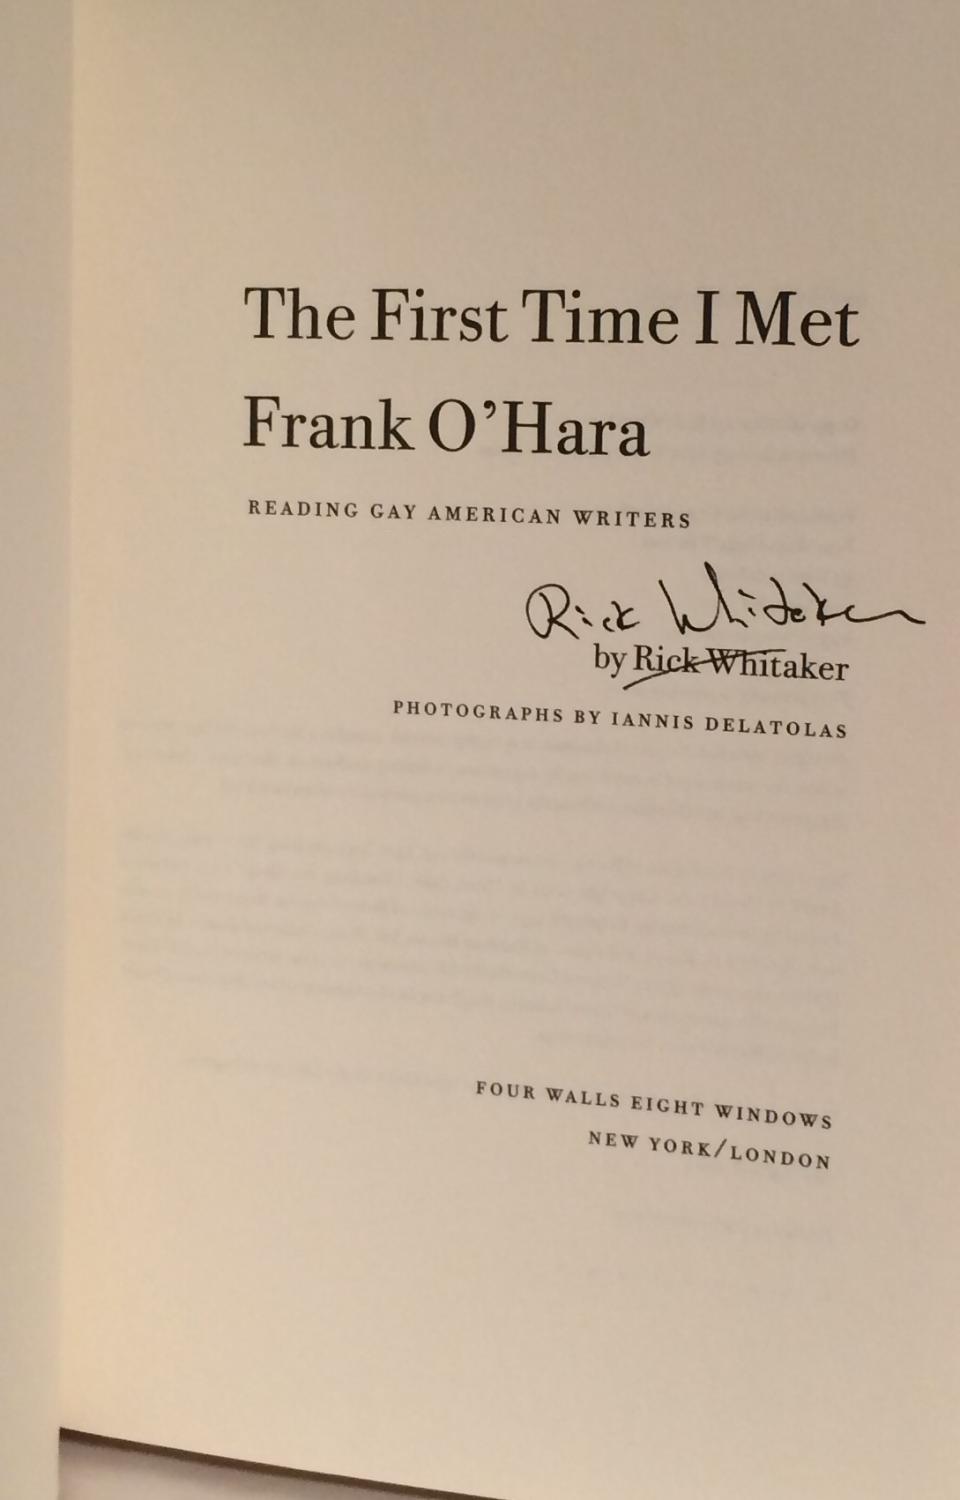 The First Time I Met
Frank O’Hara
READING GAY AMERICAN WRITERS
Rick Whitaker
by Rick Whitaker
PHOTOGRAPHS BY IANNIS DELATOLAS
FOUR WALLS EIGHT WINDOWS
NEW YORK/LONDON